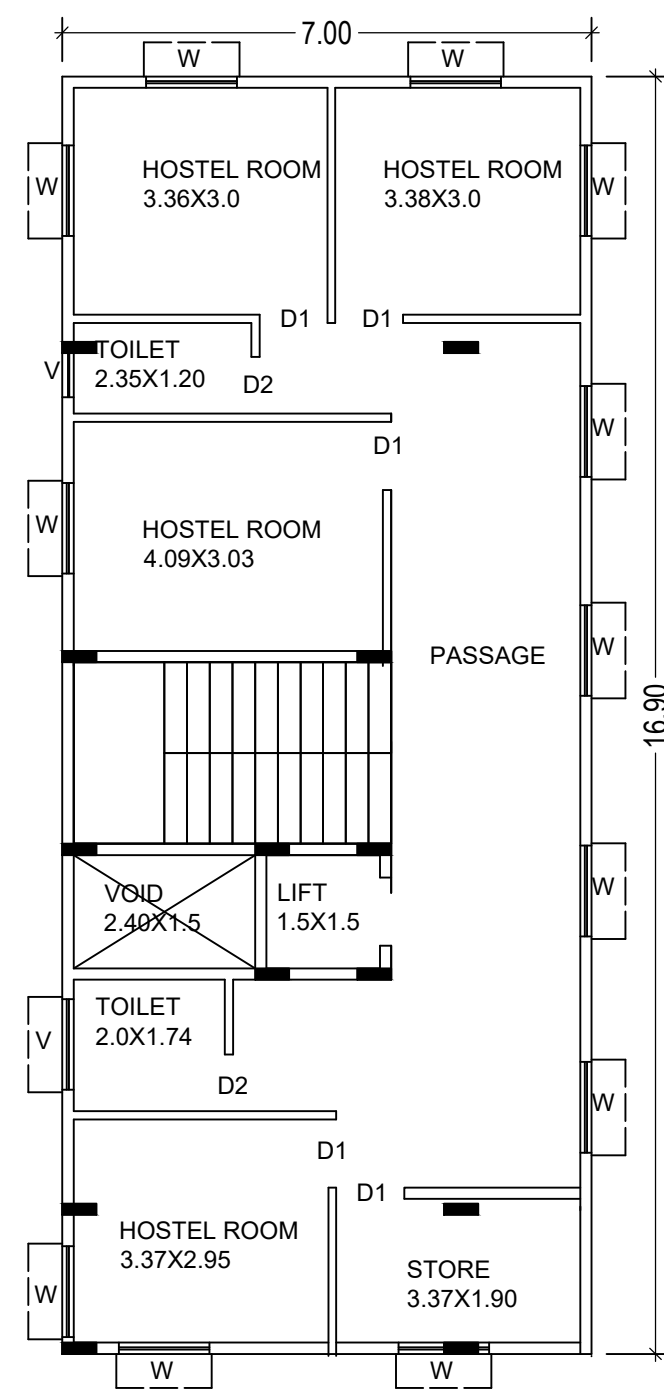 7.00
W
W
W
HOSTEL ROOM
3.36X3.0
HOSTEL ROOM
3.38X3.0
W
D1
D1
V
TOILET
2.35X1.20
D2
W
D1
W
HOSTEL ROOM
4.09X3.03
PASSAGE
W
16.90
VOID
2.40X1.5
LIFT
1.5X1.5
W
V
TOILET
2.0X1.74
D2
W
D1
D1
W
HOSTEL ROOM
3.37X2.95
STORE
3.37X1.90
W
W